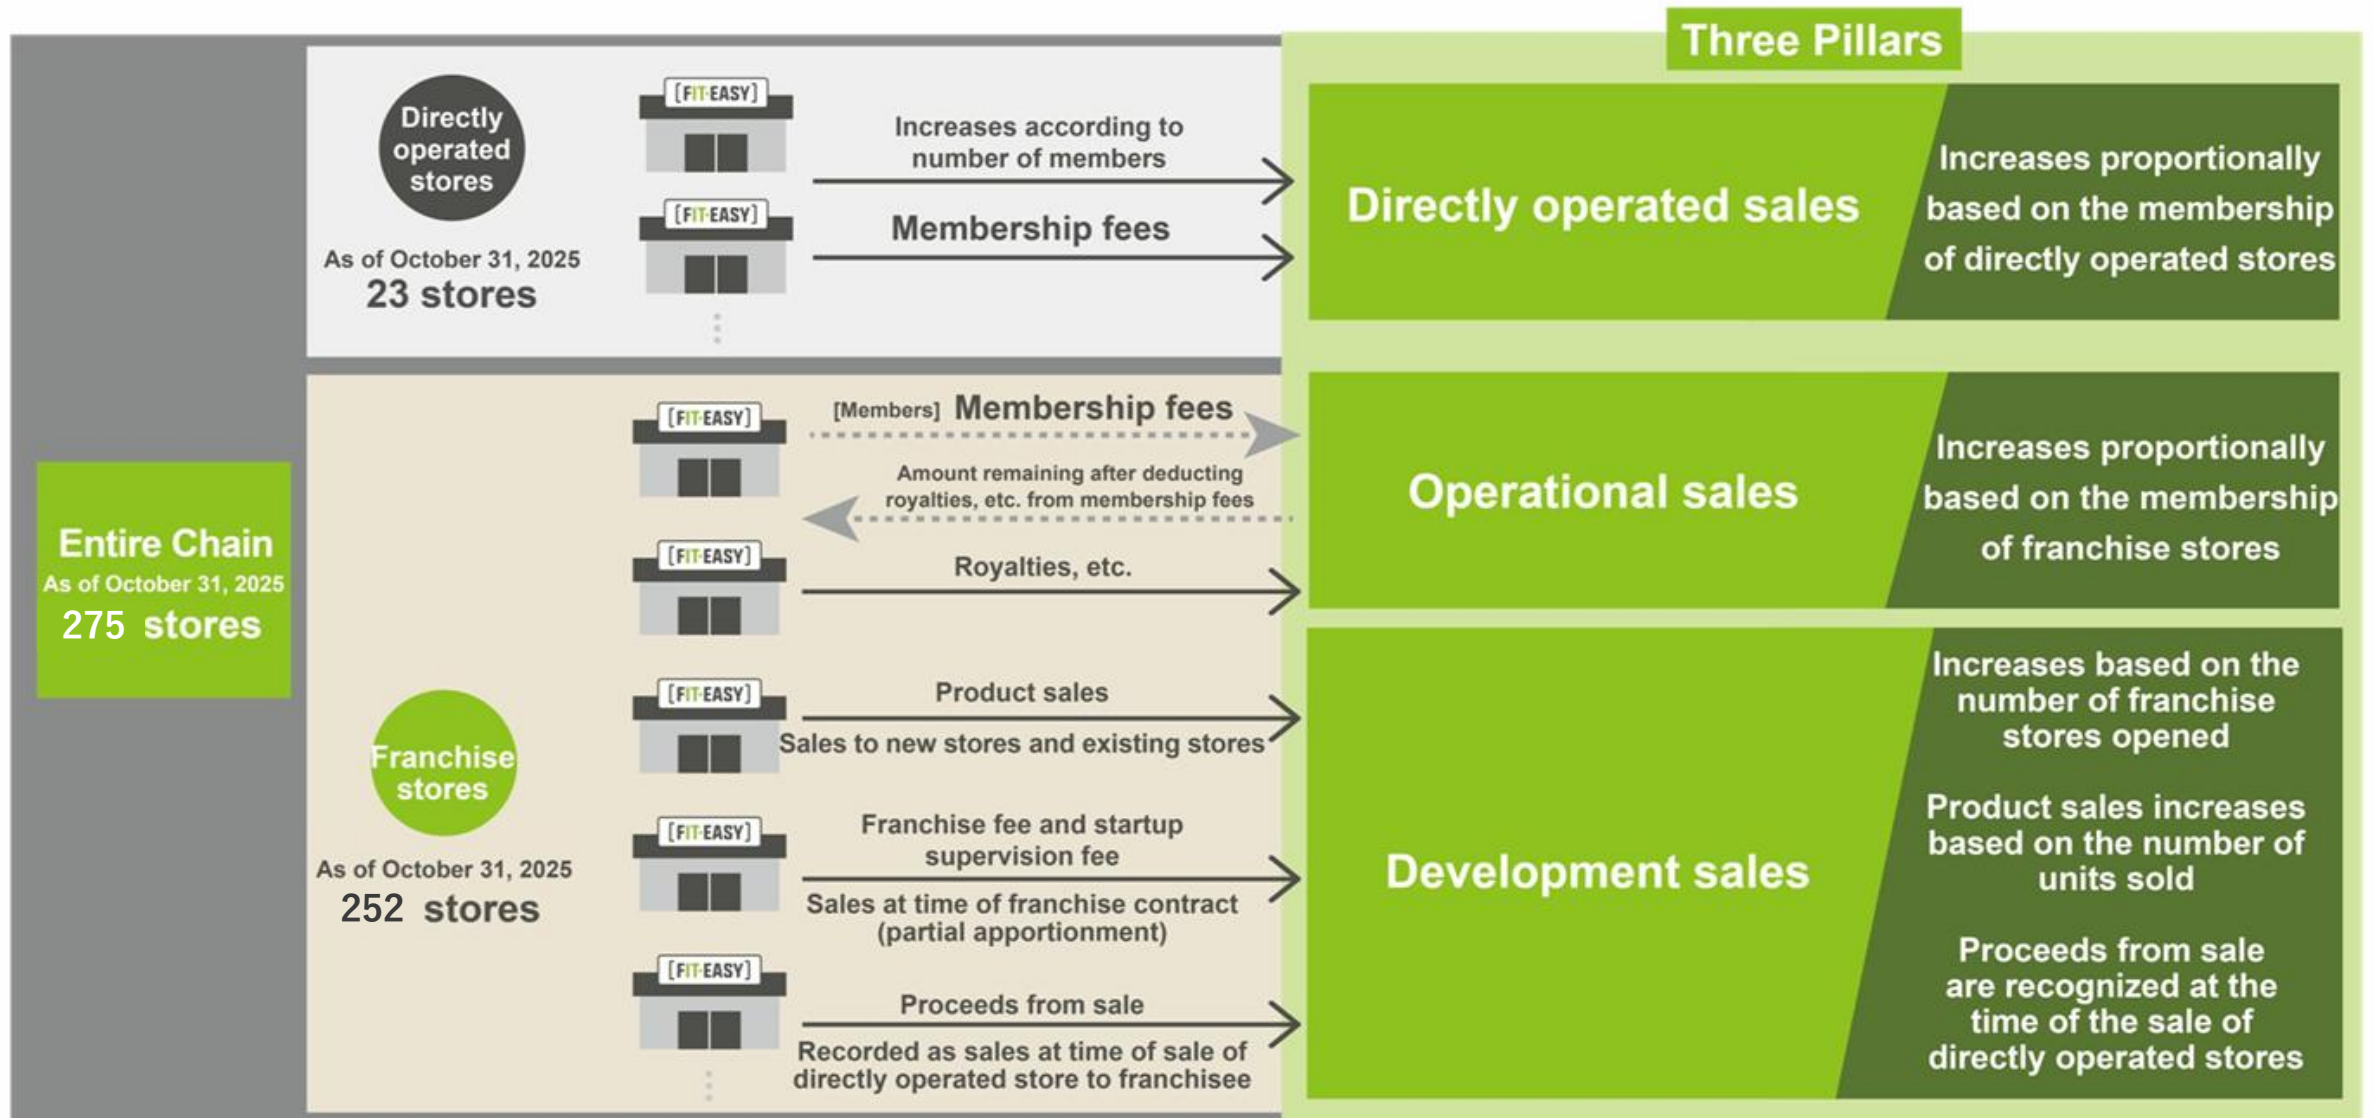 Three Pillars
Directly
operated
stores
As of October 31, 2025
23 stores
[FIT-EASY]
[FIT-EASY]
Increases according to
number of members
Membership fees
Directly operated sales
Increases proportionally
based on the membership
of directly operated stores
Entire Chain
As of October 31, 2025
275 stores
Franchise
stores
As of October 31, 2025
252 stores
[FIT-EASY]
[Members] Membership fees
Amount remaining after deducting
royalties, etc. from membership fees
[FIT-EASY]
Royalties, etc.
Operational sales
Increases proportionally
based on the membership
of franchise stores
[FIT-EASY]
Product sales
Sales to new stores and existing stores
[FIT-EASY]
Franchise fee and startup
supervision fee
Sales at time of franchise contract
(partial apportionment)
[FIT-EASY]
Proceeds from sale
Recorded as sales at time of sale of
directly operated store to franchisee
Development sales
Increases based on the
number of franchise
stores opened
Product sales increases
based on the number of
units sold
Proceeds from sale
are recognized at the
time of the sale of
directly operated stores